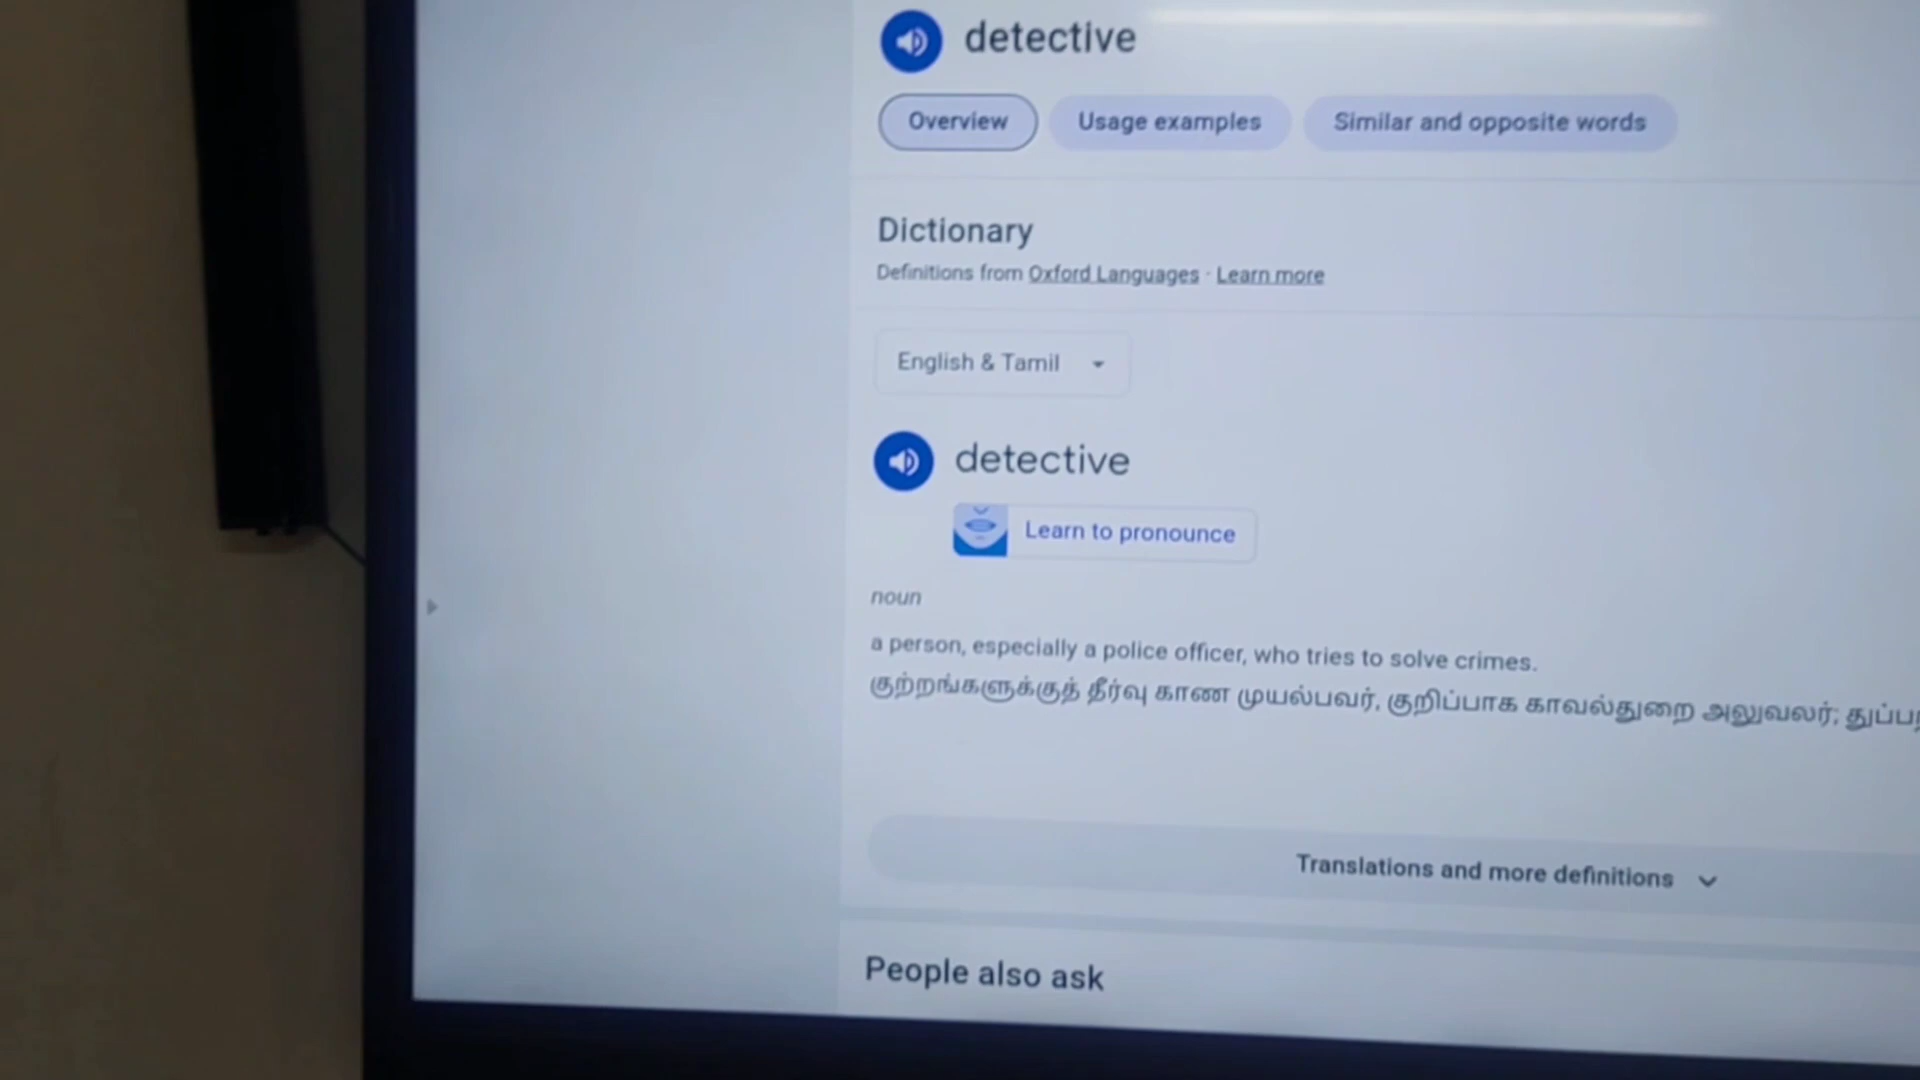 detective
Overview
Usage examples
Similar and opposite words
Dictionary
Definitions from Oxford Languages · Learn more
English & Tamil
detective
Learn to pronounce
noun
a person, especially a police officer, who tries to solve crimes.
குற்றங்களுக்குத் தீர்வு காண முயல்பவர், குறிப்பாக காவல்துறை அலுவலர்;
Translations and more definitions
People also ask